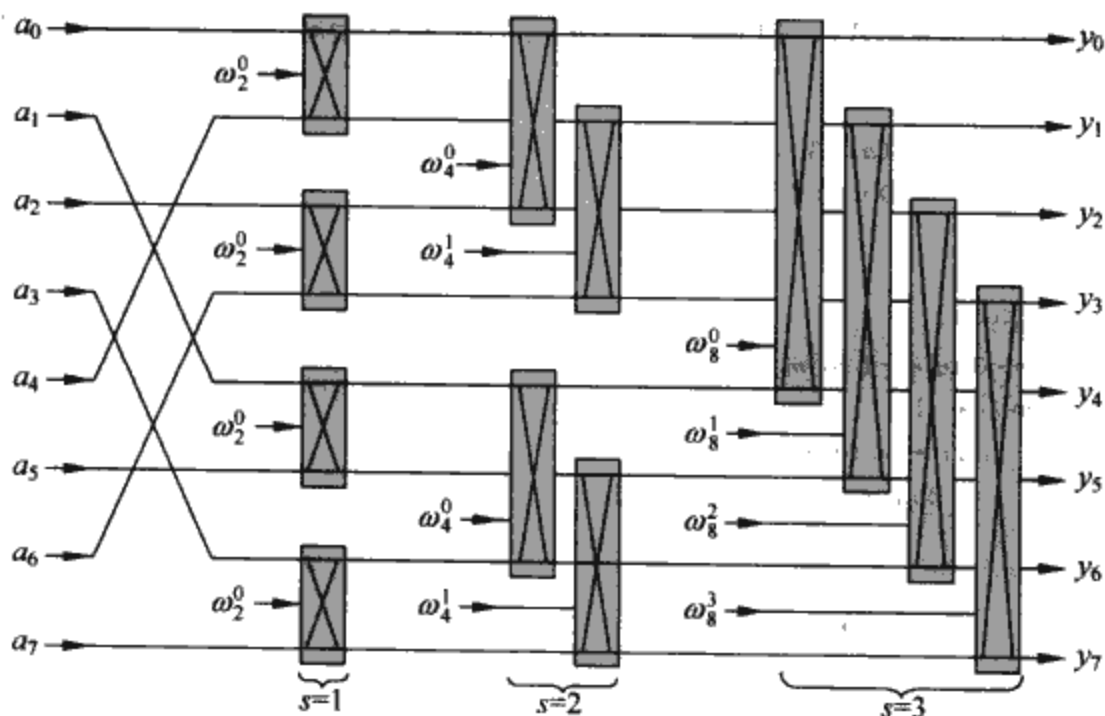 a₀ y₀
ω₂⁰
a₁ y₁
ω₄⁰
a₂ y₂
ω₂⁰ ω₄¹
a₃ y₃
ω₈⁰
a₄ y₄
ω₂⁰ ω₈¹
a₅ y₅
ω₄⁰ ω₈²
a₆ y₆
ω₂⁰ ω₄¹ ω₈³
a₇ y₇
s=1 s=2 s=3